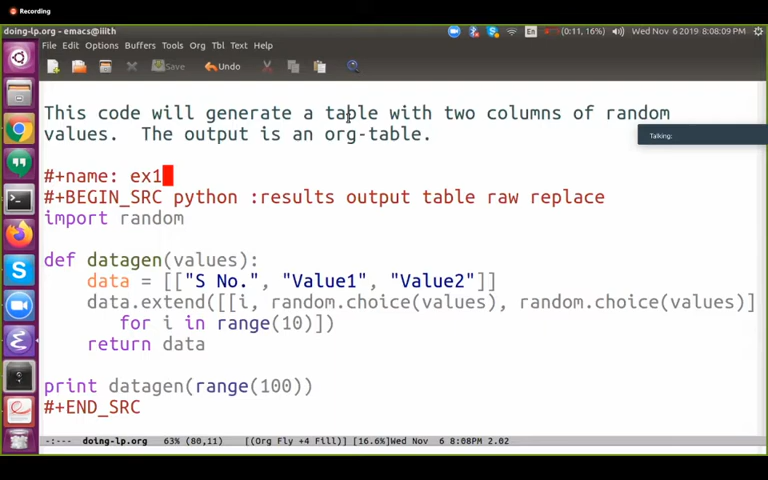 Recording
doing-lp.org - emacs@iiith
En (0:11, 16%) Wed Nov 6 2019 8:08:09 PM
File Edit Options Buffers Tools Org Tbl Text Help
Save Undo
This code will generate a table with two columns of random
values.  The output is an org-table.
Talking:
#+name: ex1
#+BEGIN_SRC python :results output table raw replace
import random
def datagen(values):
    data = [["S No.", "Value1", "Value2"]]
    data.extend([[i, random.choice(values), random.choice(values)]
       for i in range(10)])
    return data
print datagen(range(100))
#+END_SRC
-:--- doing-lp.org 63% (80,11) [(Org Fly +4 Fill)] [16.6%]Wed Nov 6 8:08PM 2.02